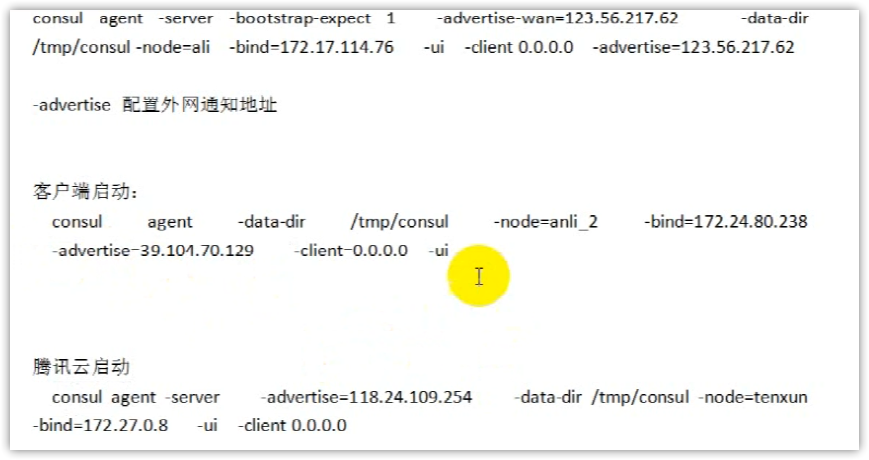 consul agent -server -bootstrap-expect 1 -advertise-wan=123.56.217.62 -data-dir
/tmp/consul -node=ali -bind=172.17.114.76 -ui -client 0.0.0.0 -advertise=123.56.217.62
-advertise 配置外网通知地址
客户端启动：
consul agent -data-dir /tmp/consul -node=anli_2 -bind=172.24.80.238
-advertise=39.104.70.129 -client=0.0.0.0 -ui
腾讯云启动
consul agent -server -advertise=118.24.109.254 -data-dir /tmp/consul -node=tenxun
-bind=172.27.0.8 -ui -client 0.0.0.0